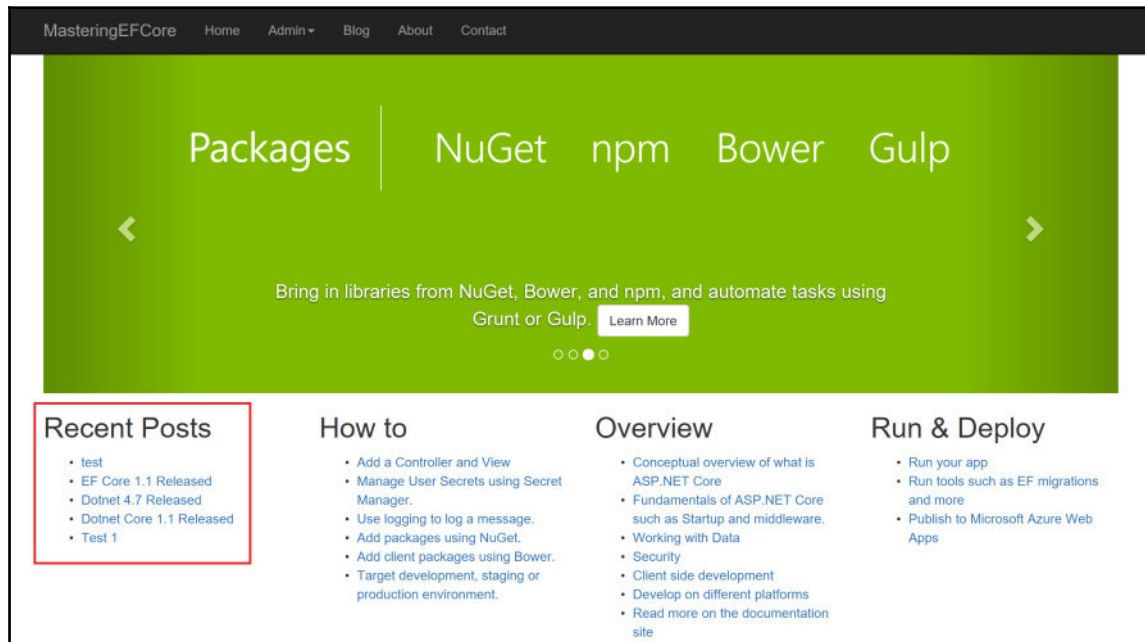 MasteringEFCore Home Admin Blog About Contact
Packages NuGet npm Bower Gulp
Bring in libraries from NuGet, Bower, and npm, and automate tasks using
Grunt or Gulp. Learn More
Recent Posts
• test
• EF Core 1.1 Released
• Dotnet 4.7 Released
• Dotnet Core 1.1 Released
• Test 1
How to
• Add a Controller and View
• Manage User Secrets using Secret
Manager.
• Use logging to log a message.
• Add packages using NuGet.
• Add client packages using Bower.
• Target development, staging or
production environment.
Overview
• Conceptual overview of what is
ASP.NET Core
• Fundamentals of ASP.NET Core
such as Startup and middleware.
• Working with Data
• Security
• Client side development
• Develop on different platforms
• Read more on the documentation
site
Run & Deploy
• Run your app
• Run tools such as EF migrations
and more
• Publish to Microsoft Azure Web
Apps